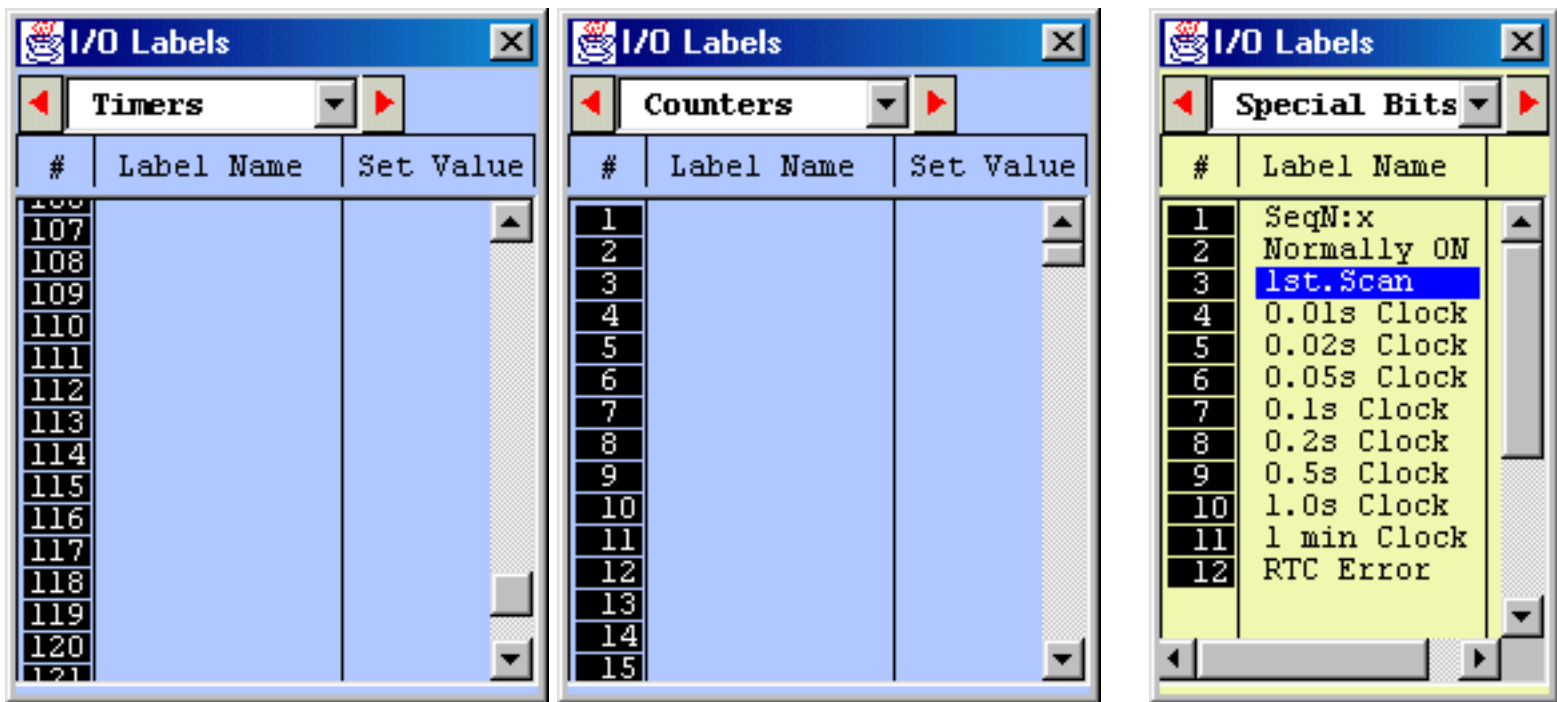 I/O Labels
Timers
# Label Name Set Value
106
107
108
109
110
111
112
113
114
115
116
117
118
119
120
121
I/O Labels
Counters
# Label Name Set Value
1
2
3
4
5
6
7
8
9
10
11
12
13
14
15
I/O Labels
Special Bits
# Label Name
1 SeqN:x
2 Normally ON
3 1st.Scan
4 0.01s Clock
5 0.02s Clock
6 0.05s Clock
7 0.1s Clock
8 0.2s Clock
9 0.5s Clock
10 1.0s Clock
11 1 min Clock
12 RTC Error